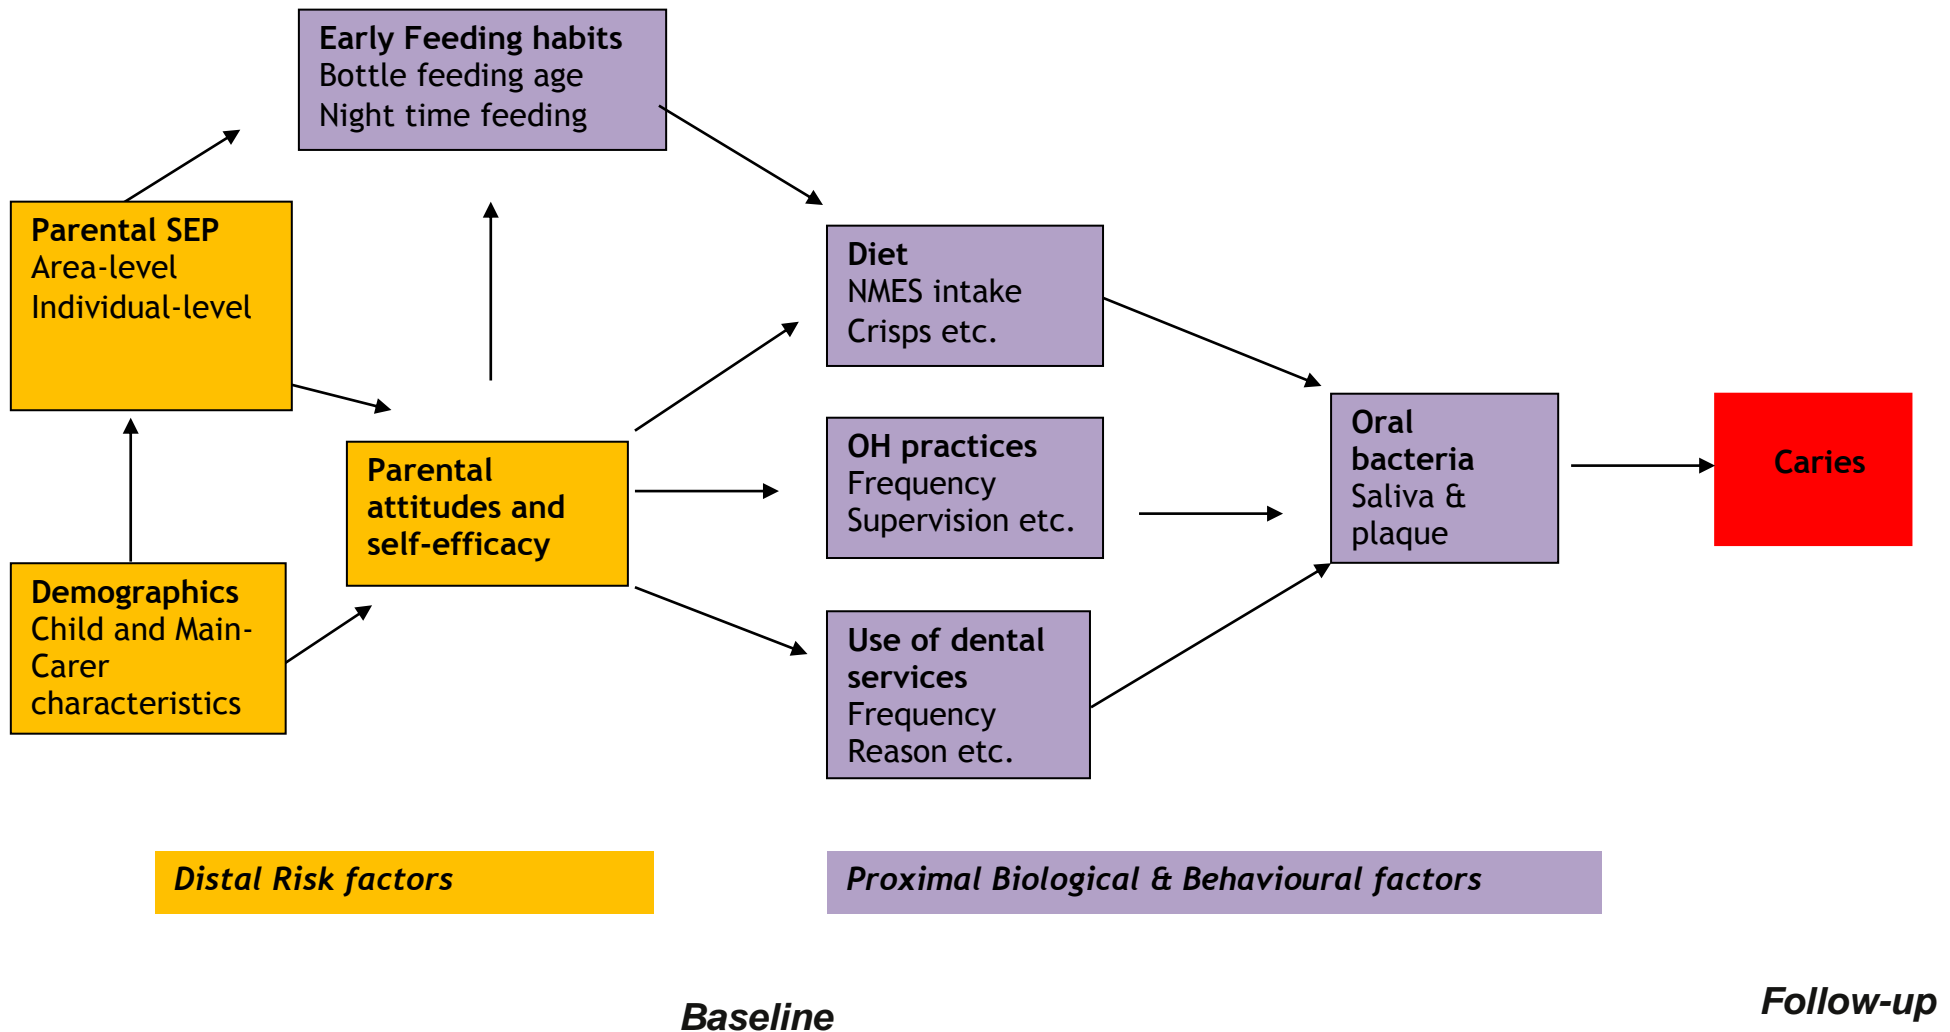 Early Feeding habits
Bottle feeding age
Night time feeding
Parental SEP
Area-level
Individual-level
Diet
NMES intake
Crisps etc.
Parental
attitudes and
self-efficacy
OH practices
Frequency
Supervision etc.
Oral
bacteria
Saliva &
plaque
Caries
Demographics
Child and Main-
Carer
characteristics
Use of dental
services
Frequency
Reason etc.
Distal Risk factors
Proximal Biological & Behavioural factors
Baseline
Follow-up